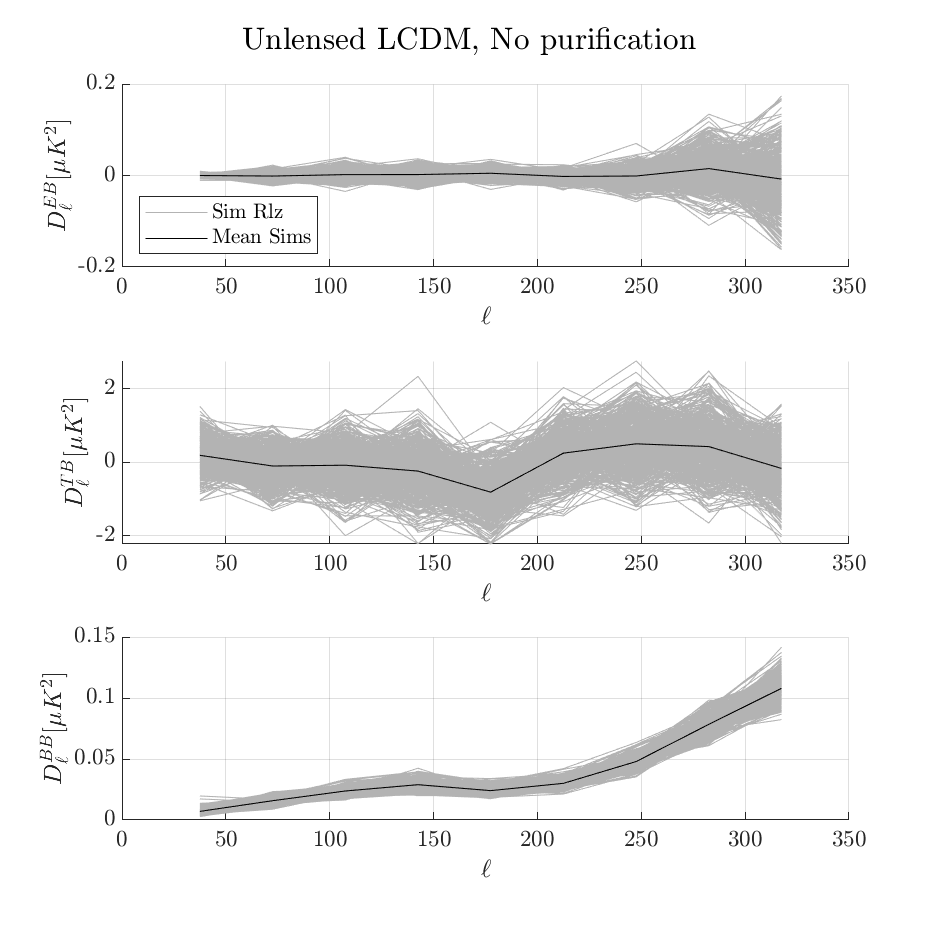 Unlensed LCDM, No purification
0.2
0
-0.2
D_ℓ^{EB}[μK^2]
Sim Rlz
Mean Sims
0 50 100 150 200 250 300 350
ℓ
2
0
-2
D_ℓ^{TB}[μK^2]
0 50 100 150 200 250 300 350
ℓ
0.15
0.1
0.05
0
D_ℓ^{BB}[μK^2]
0 50 100 150 200 250 300 350
ℓ